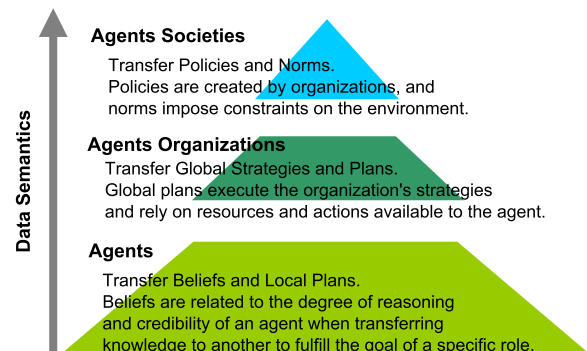 Agents Societies
Transfer Policies and Norms.
Policies are created by organizations, and
norms impose constraints on the environment.
Agents Organizations
Transfer Global Strategies and Plans.
Global plans execute the organization's strategies
and rely on resources and actions available to the agent.
Data Semantics
Agents
Transfer Beliefs and Local Plans.
Beliefs are related to the degree of reasoning
and credibility of an agent when transferring
knowledge to another to fulfill the goal of a specific role.